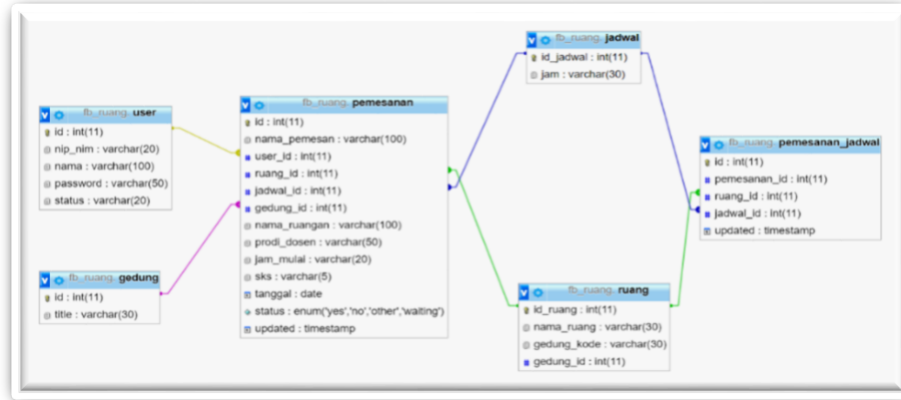 fb_ruang.user
id : int(11)
nip_nim : varchar(20)
nama : varchar(100)
password : varchar(50)
status : varchar(20)
fb_ruang.gedung
id : int(11)
title : varchar(30)
fb_ruang.pemesanan
id : int(11)
nama_pemesan : varchar(100)
user_id : int(11)
ruang_id : int(11)
jadwal_id : int(11)
gedung_id : int(11)
nama_ruangan : varchar(100)
prodi_dosen : varchar(50)
jam_mulai : varchar(20)
sks : varchar(5)
tanggal : date
status : enum('yes','no','other','waiting')
updated : timestamp
fb_ruang.jadwal
id_jadwal : int(11)
jam : varchar(30)
fb_ruang.ruang
id_ruang : int(11)
nama_ruang : varchar(30)
gedung_kode : varchar(30)
gedung_id : int(11)
fb_ruang.pemesanan_jadwal
id : int(11)
pemesanan_id : int(11)
ruang_id : int(11)
jadwal_id : int(11)
updated : timestamp